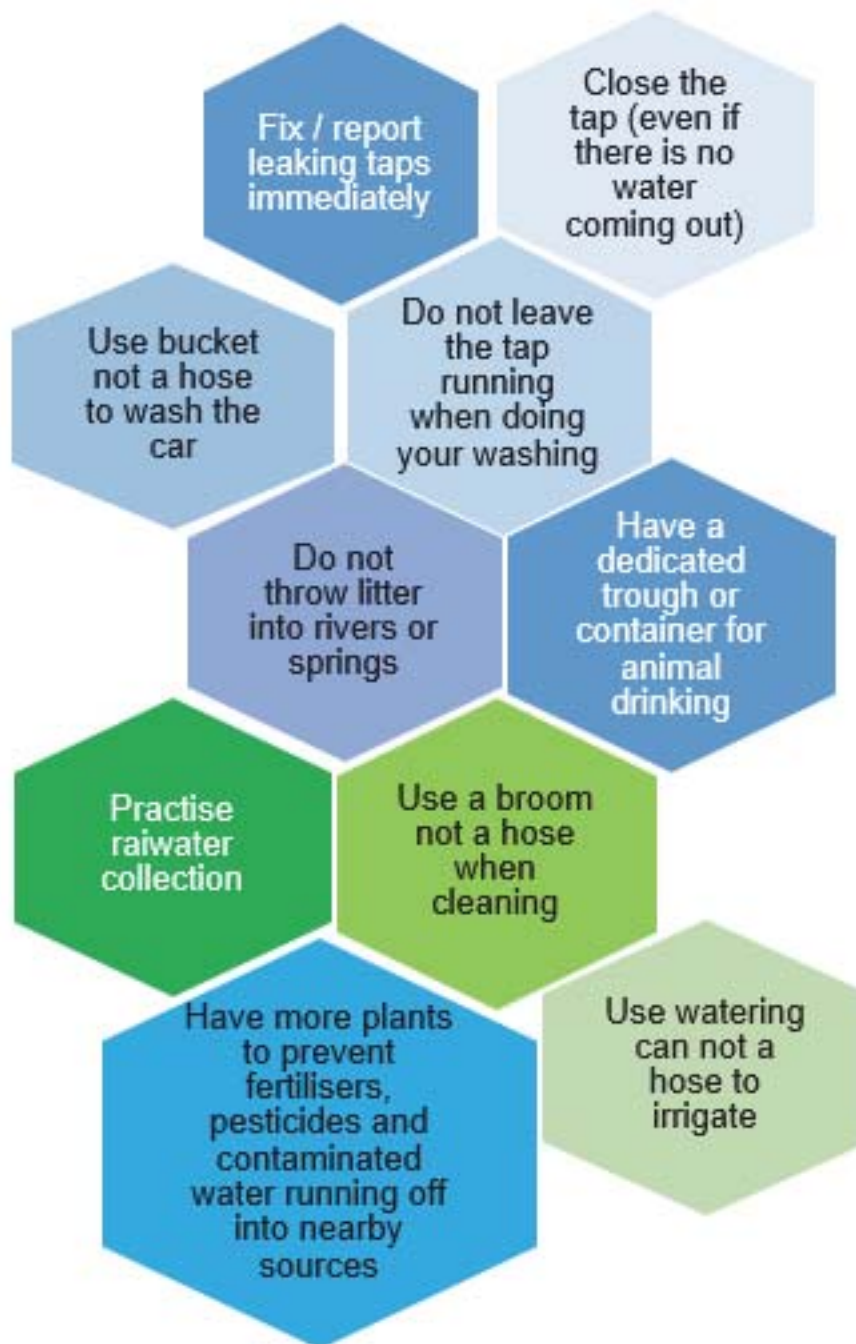 Fix / report
leaking taps
immediately
Close the
tap (even if
there is no
water
coming out)
Use bucket
not a hose
to wash the
car
Do not leave
the tap
running
when doing
your washing
Do not
throw litter
into rivers or
springs
Have a
dedicated
trough or
container for
animal
drinking
Practise
raiwater
collection
Use a broom
not a hose
when
cleaning
Have more plants
to prevent
fertilisers,
pesticides and
contaminated
water running off
into nearby
sources
Use watering
can not a
hose to
irrigate